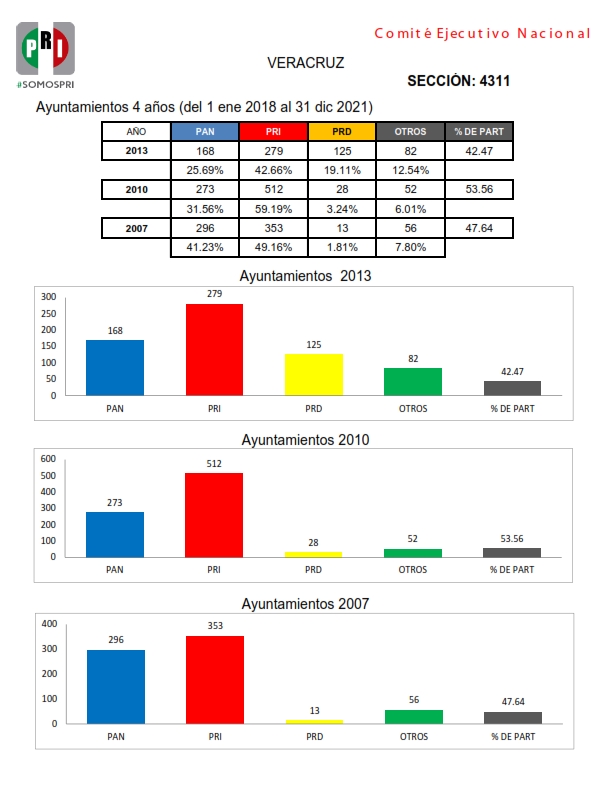 Comité Ejecutivo Nacional
PRI
#SOMOSPRI
VERACRUZ
SECCIÓN: 4311
Ayuntamientos 4 años (del 1 ene 2018 al 31 dic 2021)
AÑO PAN PRI PRD OTROS % DE PART
2013 168 279 125 82 42.47
25.69% 42.66% 19.11% 12.54%
2010 273 512 28 52 53.56
31.56% 59.19% 3.24% 6.01%
2007 296 353 13 56 47.64
41.23% 49.16% 1.81% 7.80%
Ayuntamientos 2013
300
250
200
150
100
50
0
168 279 125 82 42.47
PAN PRI PRD OTROS % DE PART
Ayuntamientos 2010
600
500
400
300
200
100
0
273 512 28 52 53.56
PAN PRI PRD OTROS % DE PART
Ayuntamientos 2007
400
300
200
100
0
296 353 13 56 47.64
PAN PRI PRD OTROS % DE PART